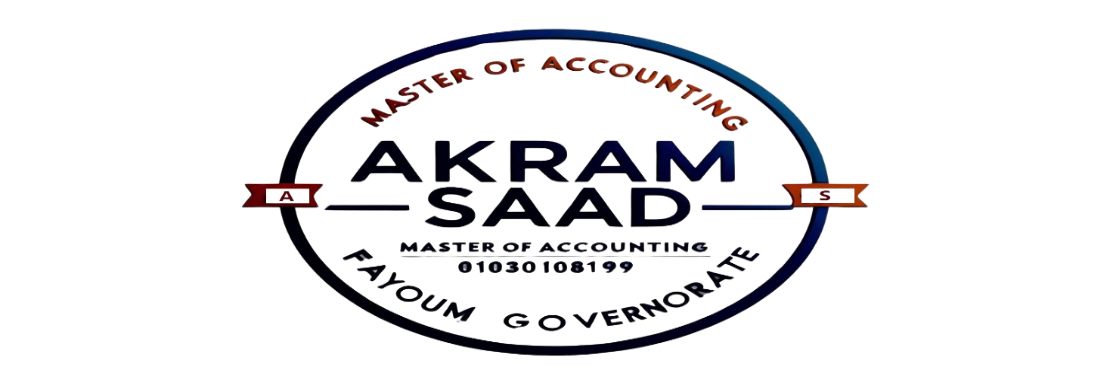 MASTER OF ACCOUNTING
AKRAM
A
SAAD
S
MASTER OF ACCOUNTING
01030108199
FAYOUM GOVERNORATE